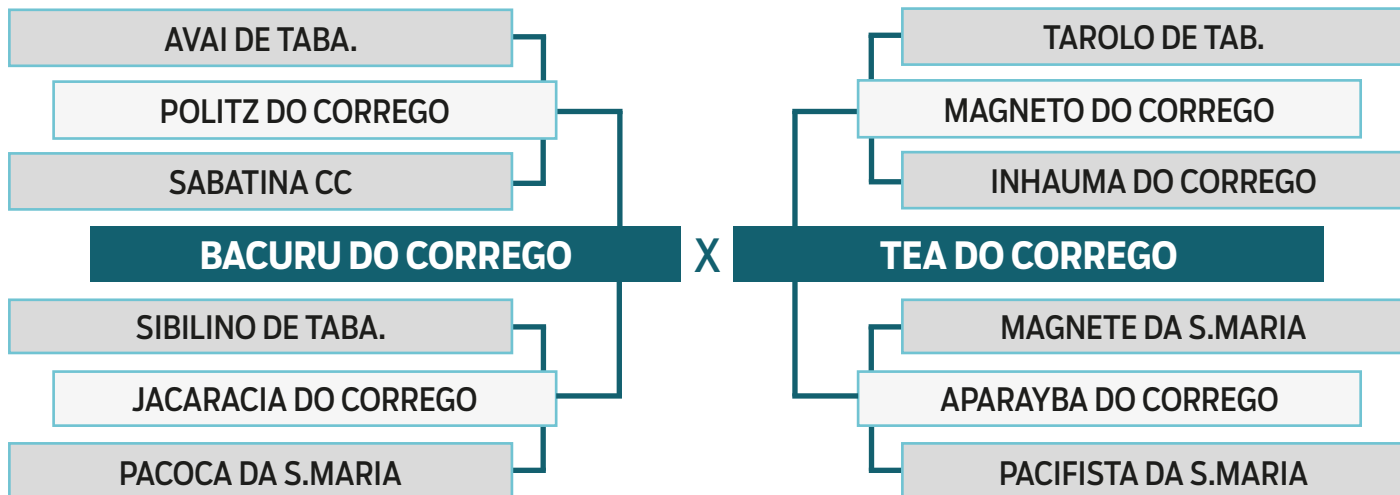 AVAI DE TABA.
POLITZ DO CORREGO
SABATINA CC
BACURU DO CORREGO
SIBILINO DE TABA.
JACARACIA DO CORREGO
PACOCA DA S.MARIA
X
TAROLO DE TAB.
MAGNETO DO CORREGO
INHAUMA DO CORREGO
TEA DO CORREGO
MAGNETE DA S.MARIA
APARAYBA DO CORREGO
PACIFISTA DA S.MARIA